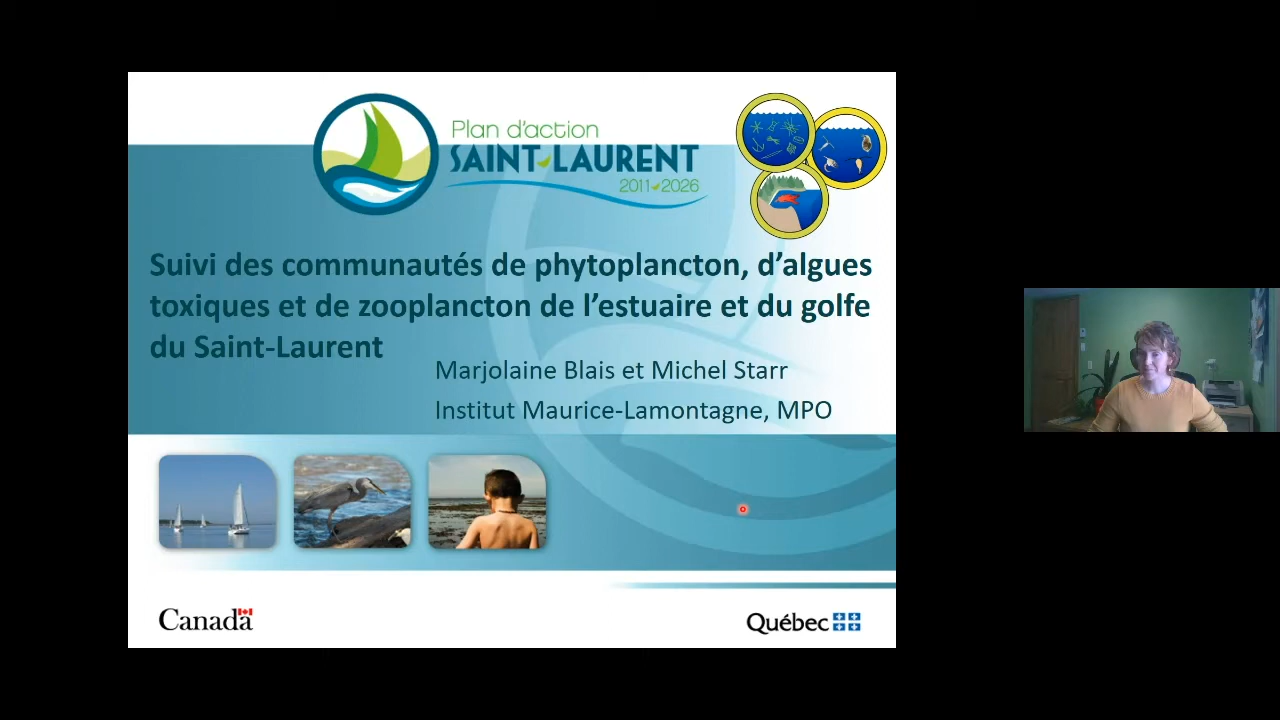 Plan d'action
SAINT-LAURENT
2011-2026
Suivi des communautés de phytoplancton, d'algues
toxiques et de zooplancton de l'estuaire et du golfe
du Saint-Laurent
Marjolaine Blais et Michel Starr
Institut Maurice-Lamontagne, MPO
Canada
Québec